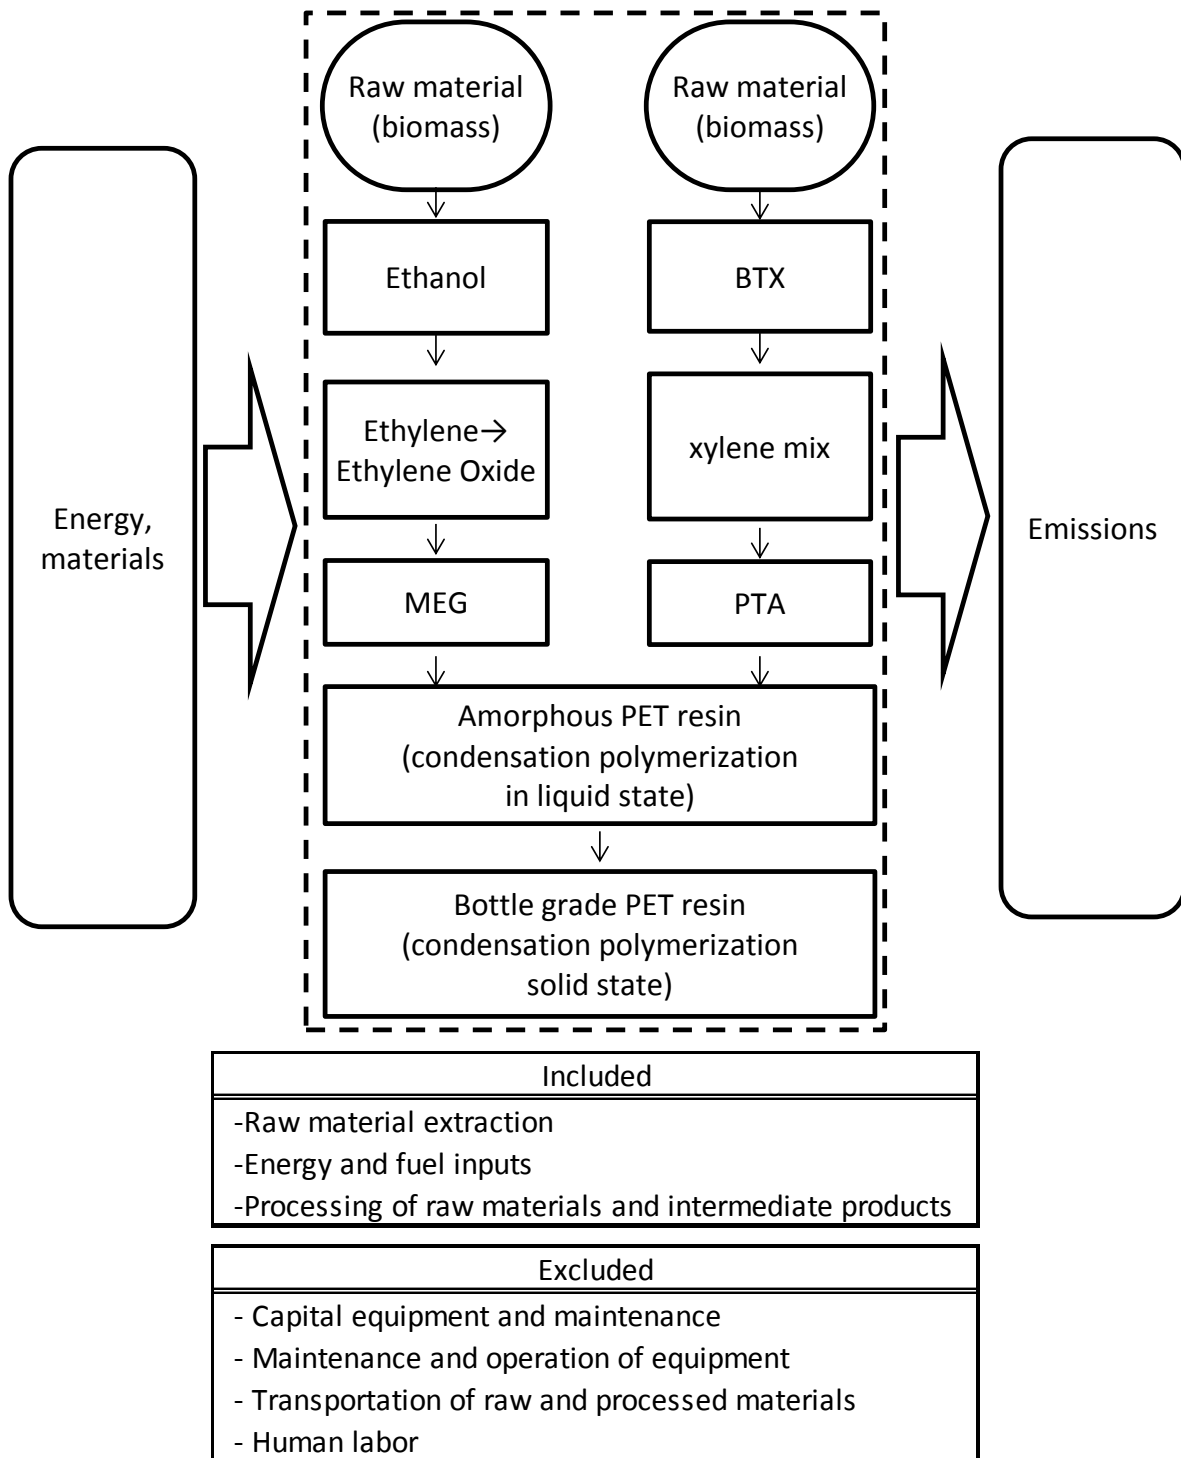 Raw material
(biomass)
Raw material
(biomass)
Ethanol
BTX
Ethylene→
Ethylene Oxide
xylene mix
Energy,
materials
Emissions
MEG
PTA
Amorphous PET resin
(condensation polymerization
in liquid state)
Bottle grade PET resin
(condensation polymerization
solid state)
Included
-Raw material extraction
-Energy and fuel inputs
-Processing of raw materials and intermediate products
Excluded
- Capital equipment and maintenance
- Maintenance and operation of equipment
- Transportation of raw and processed materials
- Human labor